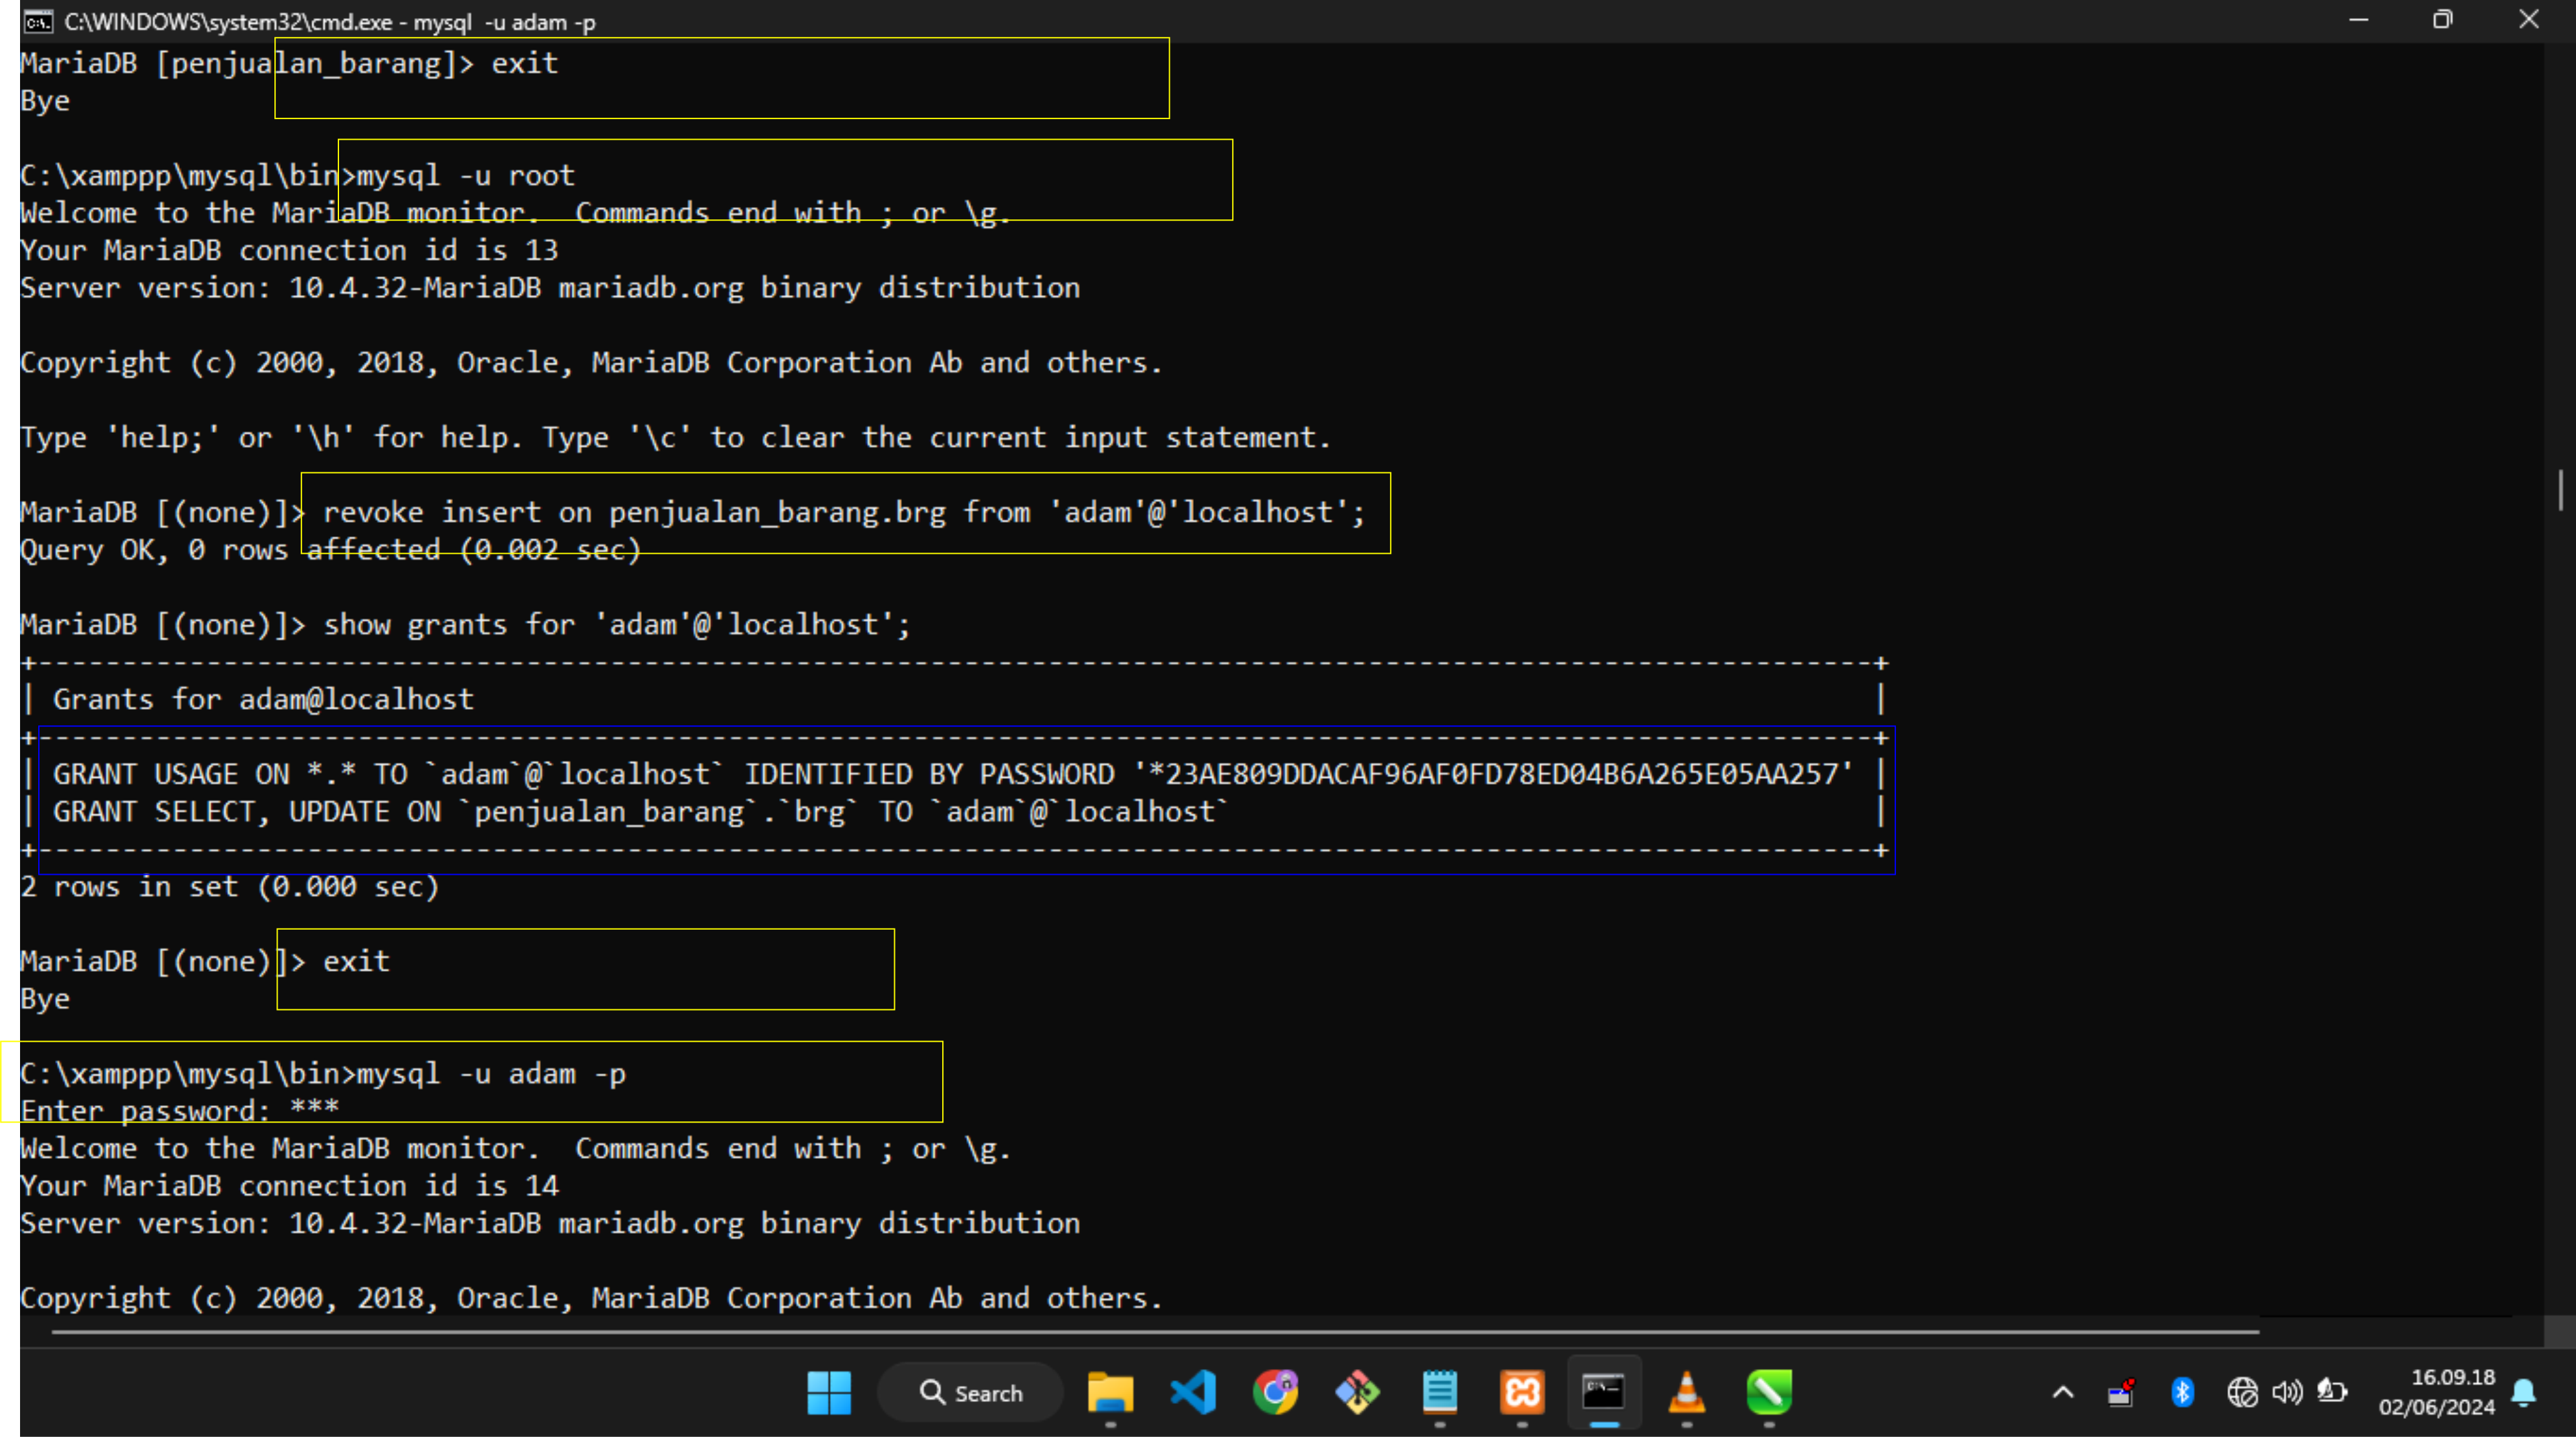 C:\WINDOWS\system32\cmd.exe - mysql  -u adam -p
MariaDB [penjualan_barang]> exit
Bye
C:\xamppp\mysql\bin>mysql -u root
Welcome to the MariaDB monitor.  Commands end with ; or \g.
Your MariaDB connection id is 13
Server version: 10.4.32-MariaDB mariadb.org binary distribution
Copyright (c) 2000, 2018, Oracle, MariaDB Corporation Ab and others.
Type 'help;' or '\h' for help. Type '\c' to clear the current input statement.
MariaDB [(none)]> revoke insert on penjualan_barang.brg from 'adam'@'localhost';
Query OK, 0 rows affected (0.002 sec)
MariaDB [(none)]> show grants for 'adam'@'localhost';
+-------------------------------------------------------------------------------------------------------------+
| Grants for adam@localhost                                                                                   |
+-------------------------------------------------------------------------------------------------------------+
| GRANT USAGE ON *.* TO `adam`@`localhost` IDENTIFIED BY PASSWORD '*23AE809DDACAF96AF0FD78ED04B6A265E05AA257' |
| GRANT SELECT, UPDATE ON `penjualan_barang`.`brg` TO `adam`@`localhost`                                      |
+-------------------------------------------------------------------------------------------------------------+
2 rows in set (0.000 sec)
MariaDB [(none)]> exit
Bye
C:\xamppp\mysql\bin>mysql -u adam -p
Enter password: ***
Welcome to the MariaDB monitor.  Commands end with ; or \g.
Your MariaDB connection id is 14
Server version: 10.4.32-MariaDB mariadb.org binary distribution
Copyright (c) 2000, 2018, Oracle, MariaDB Corporation Ab and others.
Search
16.09.18
02/06/2024